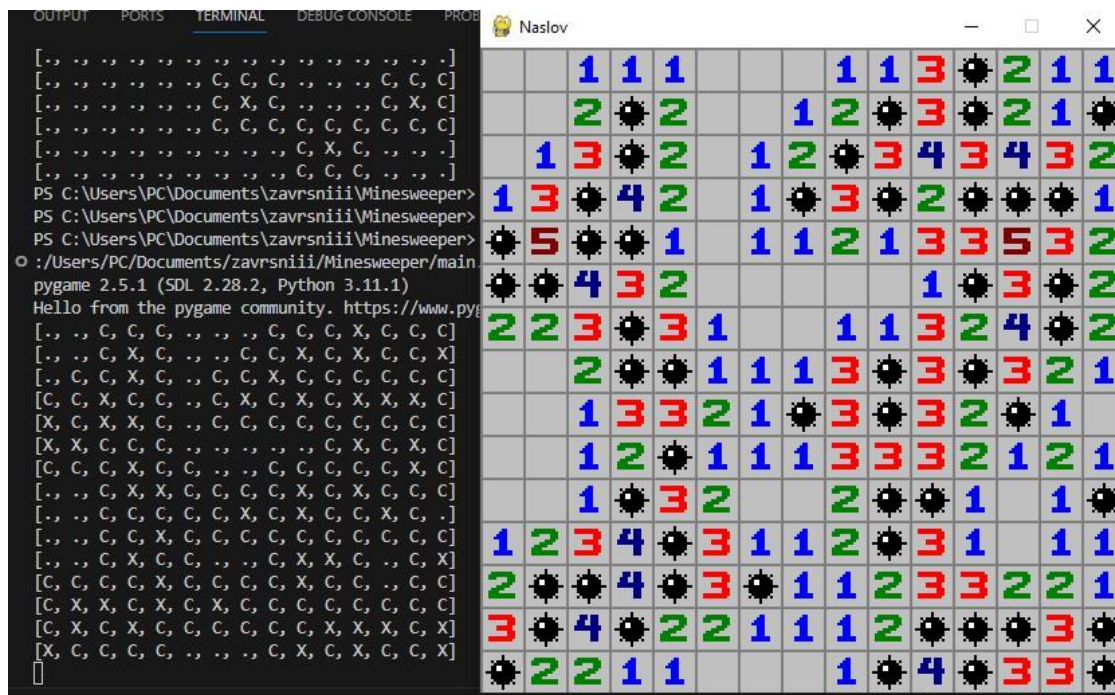 OUTPUT PORTS TERMINAL DEBUG CONSOLE PROB
[., ., ., ., ., ., ., ., ., ., ., ., ., ., .]
[., ., ., ., ., ., C, C, C, ., ., ., C, C, C]
[., ., ., ., ., ., C, X, C, ., ., ., C, X, C]
[., ., ., ., ., ., C, C, C, C, C, C, C, C, C]
[., ., ., ., ., ., ., ., ., C, X, C, ., ., .]
[., ., ., ., ., ., ., ., ., C, C, C, ., ., .]
PS C:\Users\PC\Documents\zavrsniii\Minesweeper>
PS C:\Users\PC\Documents\zavrsniii\Minesweeper>
PS C:\Users\PC\Documents\zavrsniii\Minesweeper>
:/Users/PC/Documents/zavrsniii/Minesweeper/main.
pygame 2.5.1 (SDL 2.28.2, Python 3.11.1)
Hello from the pygame community. https://www.pyg
[., ., C, C, C, ., ., ., C, C, C, X, C, C, C]
[., ., C, X, C, ., ., C, C, X, C, X, C, C, X]
[., C, C, X, C, ., C, C, X, C, C, C, C, C, C]
[C, C, X, C, C, ., C, X, C, X, C, X, X, X, C]
[X, C, X, X, C, ., C, C, C, C, C, C, C, C, C]
[X, X, C, C, C, ., ., ., ., ., C, X, C, X, C]
[C, C, C, X, C, C, ., ., C, C, C, C, C, X, C]
[., ., C, X, X, C, C, C, C, X, C, X, C, C, C]
[., ., C, C, C, C, C, X, C, X, C, C, X, C, .]
[., ., C, C, X, C, C, C, C, C, C, C, C, C, C]
[., ., C, X, C, C, ., ., C, X, X, C, ., C, X]
[C, C, C, C, X, C, C, C, C, X, C, C, ., C, C]
[C, X, X, C, X, C, X, C, C, C, C, C, C, C, C]
[C, X, C, X, C, C, C, C, C, C, X, X, X, C, X]
[X, C, C, C, C, ., ., ., C, X, C, X, C, C, X]
Naslov
1 1 1 1 1 3 2 1 1
2 2 1 2 3 2 1
1 3 2 1 2 3 4 3 4 3 2
1 3 4 2 1 3 2 1
5 1 1 1 2 1 3 3 5 3 2
4 3 2 1 3 2
2 2 3 3 1 1 1 3 2 4 2
2 1 1 1 3 3 3 2 1
1 3 3 2 1 3 3 2 1
1 2 1 1 1 3 3 3 2 1 2 1
1 3 2 2 1 1
1 2 3 4 3 1 1 2 3 1 1 1
2 4 3 1 1 2 3 3 2 2 1
3 4 2 2 1 1 1 2 3
2 2 1 1 1 4 3 3